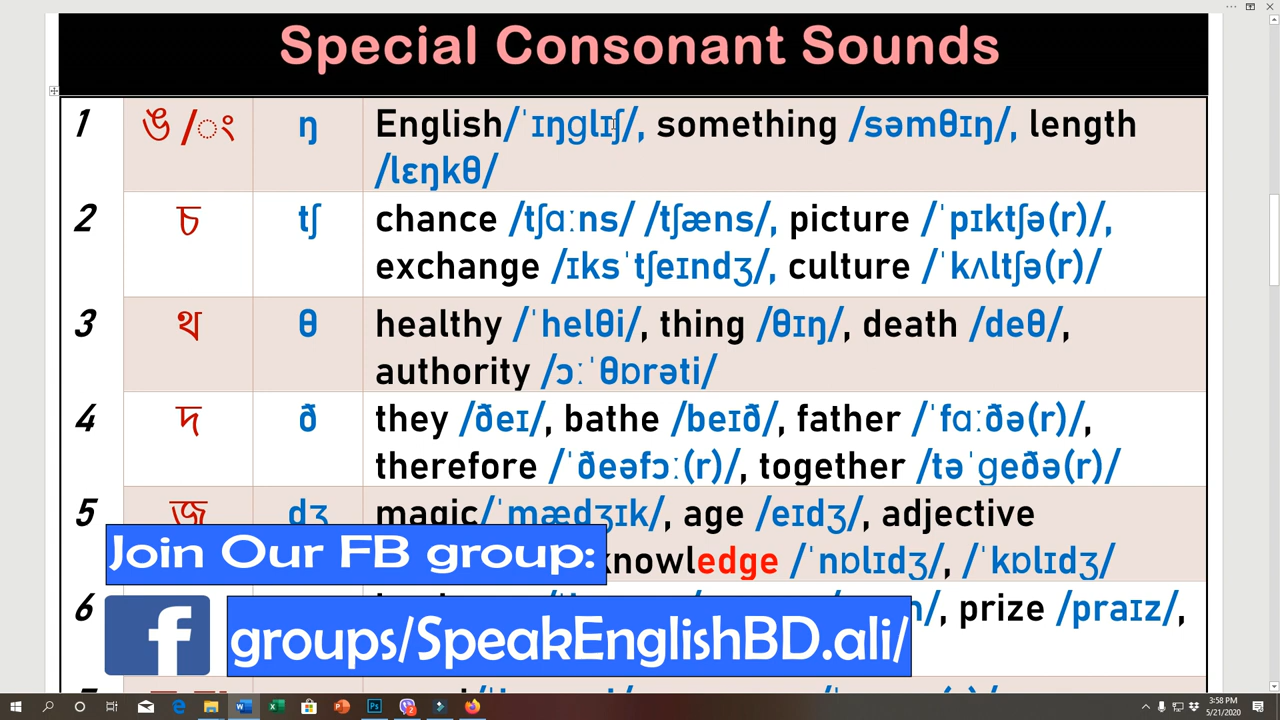 Special Consonant Sounds
1 ঙ /ং ŋ English/ˈɪŋglɪʃ/, something /səmθɪŋ/, length
/lɛŋkθ/
2 চ tʃ chance /tʃɑːns/ /tʃæns/, picture /ˈpɪktʃə(r)/,
exchange /ɪksˈtʃeɪndʒ/, culture /ˈkʌltʃə(r)/
3 থ θ healthy /ˈhelθi/, thing /θɪŋ/, death /deθ/,
authority /ɔːˈθɒrəti/
4 দ ð they /ðeɪ/, bathe /beɪð/, father /ˈfɑːðə(r)/,
therefore /ˈðeəfɔː(r)/, together /təˈɡeðə(r)/
5 জ dʒ magic/ˈmædʒɪk/, age /eɪdʒ/, adjective
knowledge /ˈnɒlɪdʒ/, /ˈkɒlɪdʒ/
6 prize /praɪz/,
Join Our FB group:
f groups/SpeakEnglishBD.ali/
3:58 PM
5/21/2020